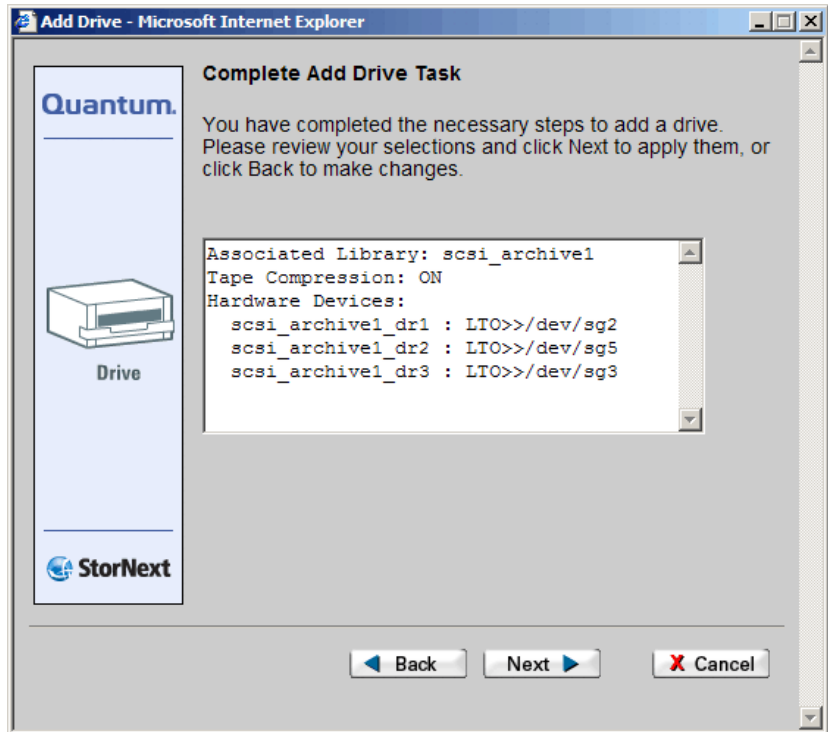 Add Drive - Microsoft Internet Explorer
Complete Add Drive Task
Quantum.
You have completed the necessary steps to add a drive.
Please review your selections and click Next to apply them, or
click Back to make changes.
Associated Library: scsi_archive1
Tape Compression: ON
Hardware Devices:
scsi_archive1_dr1 : LTO>>/dev/sg2
scsi_archive1_dr2 : LTO>>/dev/sg5
scsi_archive1_dr3 : LTO>>/dev/sg3
Drive
StorNext
Back Next X Cancel